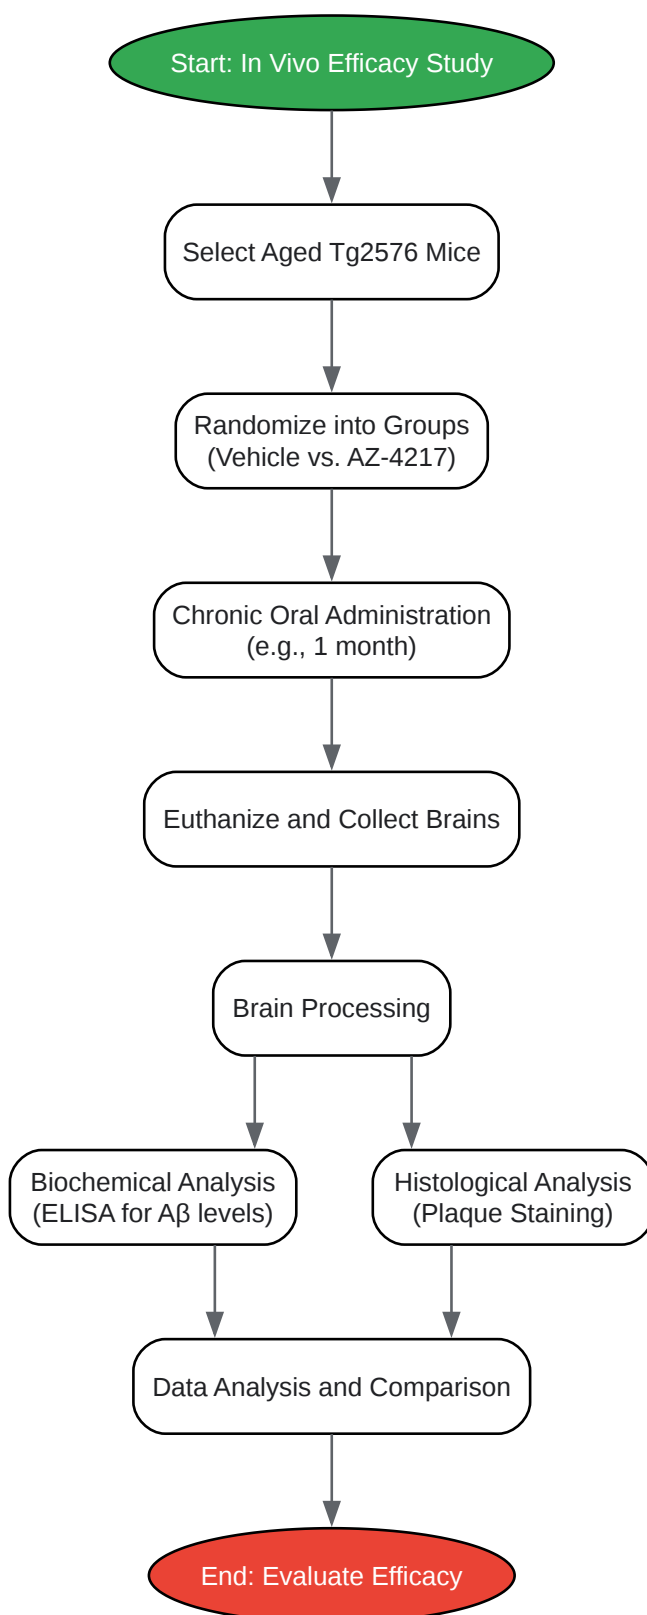 Start: In Vivo Efficacy Study
Select Aged Tg2576 Mice
Randomize into Groups
(Vehicle vs. AZ-4217)
Chronic Oral Administration
(e.g., 1 month)
Euthanize and Collect Brains
Brain Processing
Biochemical Analysis
(ELISA for Aβ levels)
Histological Analysis
(Plaque Staining)
Data Analysis and Comparison
End: Evaluate Efficacy